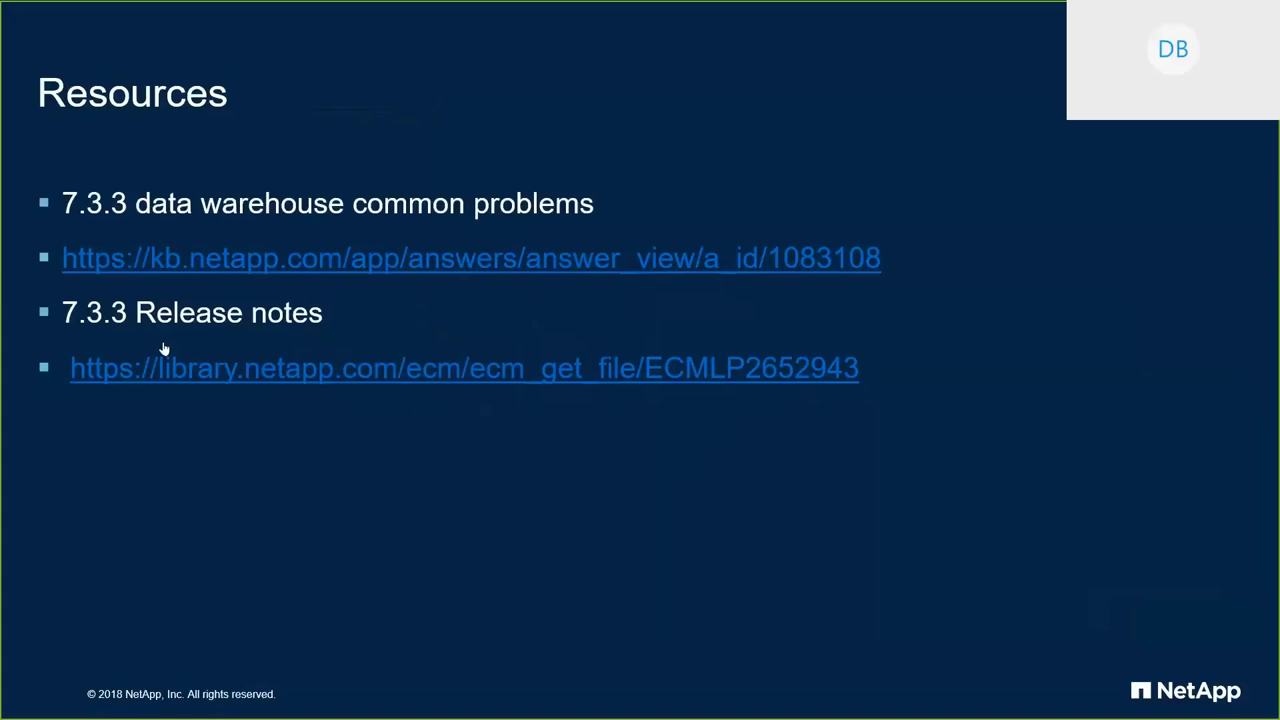 DB
Resources
7.3.3 data warehouse common problems
https://kb.netapp.com/app/answers/answer_view/a_id/1083108
7.3.3 Release notes
https://library.netapp.com/ecm/ecm_get_file/ECMLP2652943
© 2018 NetApp, Inc. All rights reserved.
NetApp